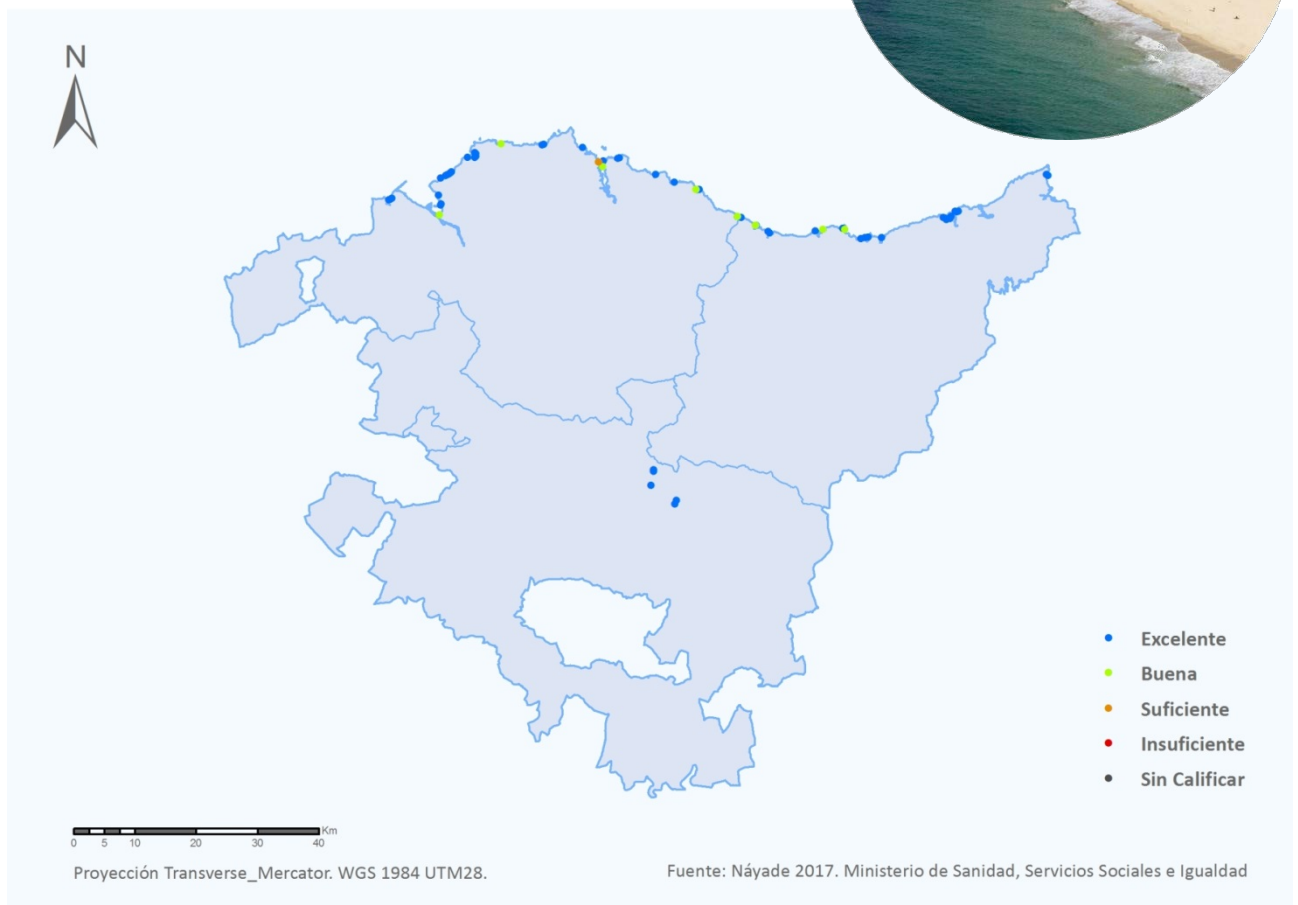 N
Excelente
Buena
Suficiente
Insuficiente
Sin Calificar
Km
0 5 10 20 30 40
Proyección Transverse_Mercator. WGS 1984 UTM28.
Fuente: Náyade 2017. Ministerio de Sanidad, Servicios Sociales e Igualdad